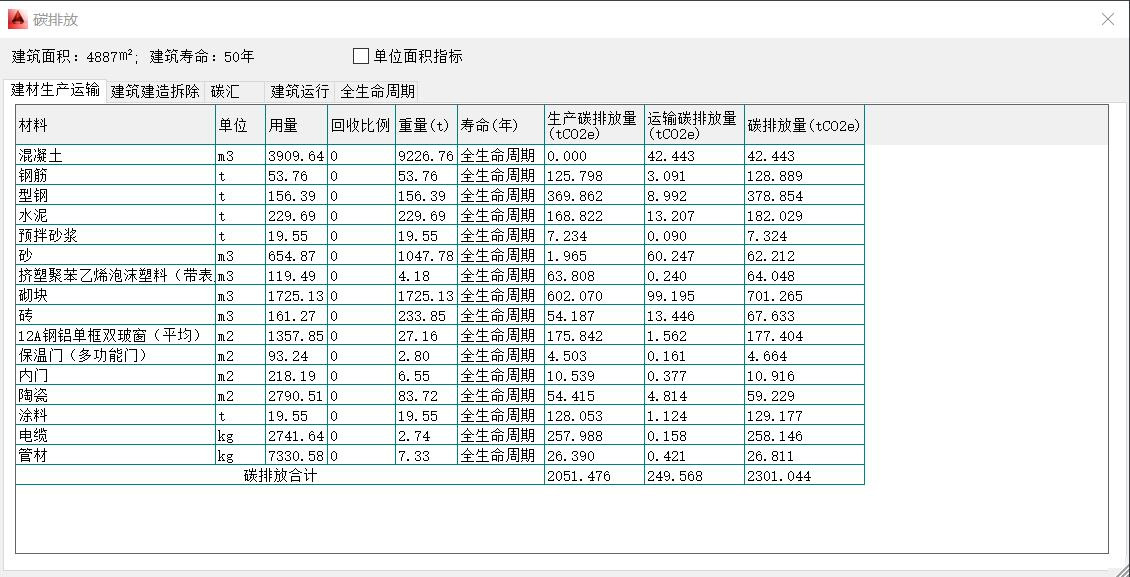 碳排放
建筑面积: 4887m²; 建筑寿命: 50年 单位面积指标
建材生产运输 建筑建造拆除 碳汇 建筑运行 全生命周期
材料 单位 用量 回收比例 重量(t) 寿命(年) 生产碳排放量(tCO2e) 运输碳排放量(tCO2e) 碳排放量(tCO2e)
混凝土 m3 3909.64 0 9226.76 全生命周期 0.000 42.443 42.443
钢筋 t 53.76 0 53.76 全生命周期 125.798 3.091 128.889
型钢 t 156.39 0 156.39 全生命周期 369.862 8.992 378.854
水泥 t 229.69 0 229.69 全生命周期 168.822 13.207 182.029
预拌砂浆 t 19.55 0 19.55 全生命周期 7.234 0.090 7.324
砂 m3 654.87 0 1047.78 全生命周期 1.965 60.247 62.212
挤塑聚苯乙烯泡沫塑料（带表 m3 119.49 0 4.18 全生命周期 63.808 0.240 64.048
砌块 m3 1725.13 0 1725.13 全生命周期 602.070 99.195 701.265
砖 m3 161.27 0 233.85 全生命周期 54.187 13.446 67.633
12A钢铝单框双玻窗（平均） m2 1357.85 0 27.16 全生命周期 175.842 1.562 177.404
保温门（多功能门） m2 93.24 0 2.80 全生命周期 4.503 0.161 4.664
内门 m2 218.19 0 6.55 全生命周期 10.539 0.377 10.916
陶瓷 m2 2790.51 0 83.72 全生命周期 54.415 4.814 59.229
涂料 t 19.55 0 19.55 全生命周期 128.053 1.124 129.177
电缆 kg 2741.64 0 2.74 全生命周期 257.988 0.158 258.146
管材 kg 7330.58 0 7.33 全生命周期 26.390 0.421 26.811
碳排放合计 2051.476 249.568 2301.044